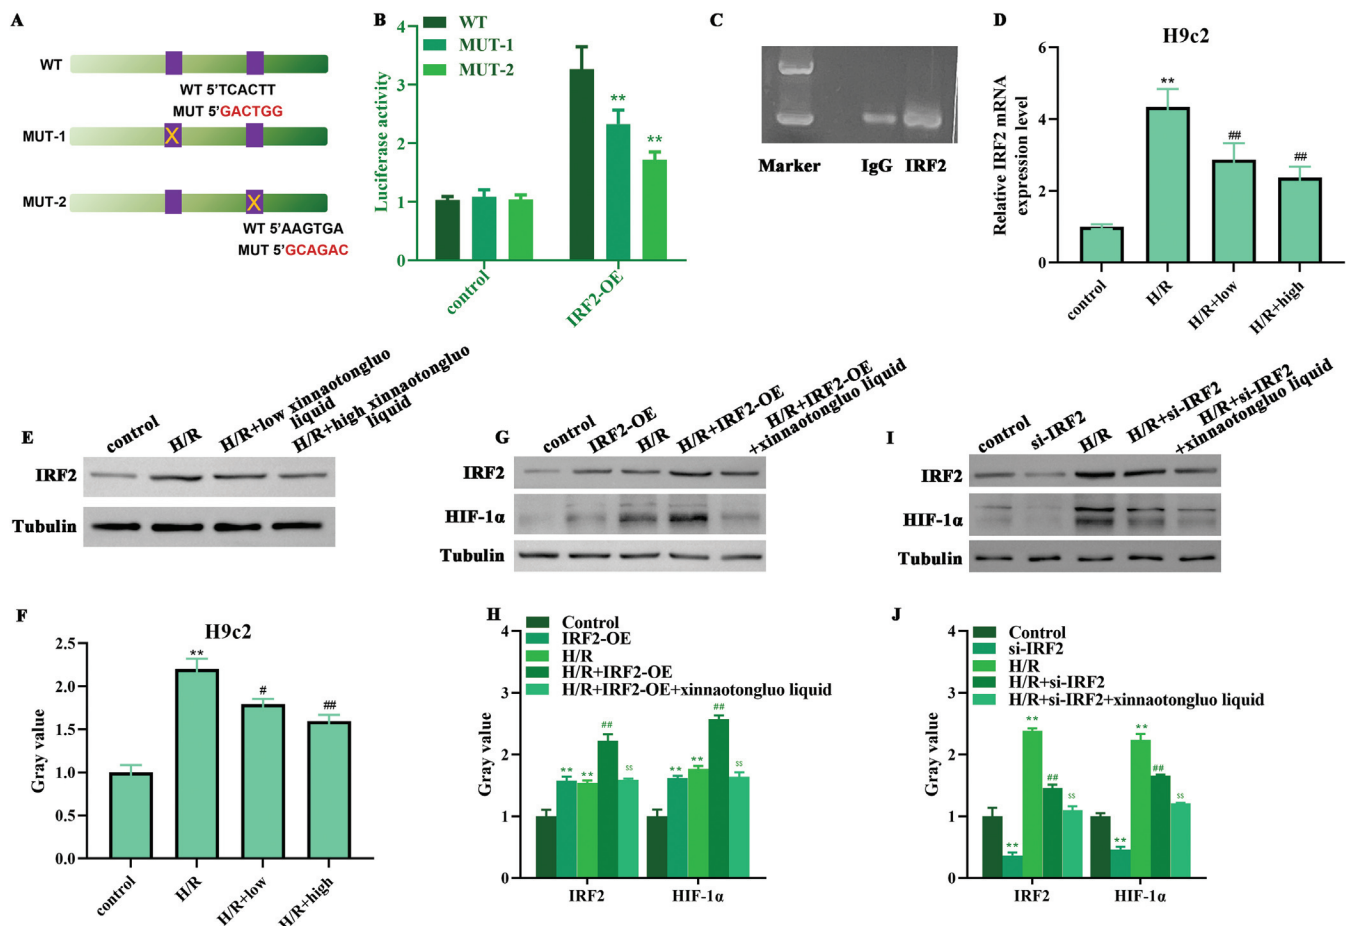 A
WT
WT 5'TCACTT
MUT 5'GACTGG
MUT-1
X
MUT-2
X
WT 5'AAGTGA
MUT 5'GCAGAC
B
WT
MUT-1
MUT-2
Luciferase activity
4
3
2
1
0
**
**
control
IRF2-OE
C
Marker
IgG
IRF2
D
H9c2
Relative IRF2 mRNA
expression level
6
4
2
0
**
##
##
control
H/R
H/R+low
H/R+high
E
control
H/R
H/R+low xinnaotongluo
liquid
H/R+high xinnaotongluo
liquid
IRF2
Tubulin
G
control
IRF2-OE
H/R
H/R+IRF2-OE
H/R+IRF2-OE
+xinnaotongluo liquid
IRF2
HIF-1α
Tubulin
I
control
si-IRF2
H/R
H/R+si-IRF2
H/R+si-IRF2
+xinnaotongluo liquid
IRF2
HIF-1α
Tubulin
F
H9c2
Gray value
2.5
2.0
1.5
1.0
0.5
0.0
**
#
##
control
H/R
H/R+low
H/R+high
H
Control
IRF2-OE
H/R
H/R+IRF2-OE
H/R+IRF2-OE+xinnaotongluo liquid
Gray value
4
3
2
1
0
**
**
##
$$
**
**
##
$$
IRF2
HIF-1α
J
Control
si-IRF2
H/R
H/R+si-IRF2
H/R+si-IRF2+xinnaotongluo liquid
Gray value
4
3
2
1
0
**
**
##
$$
**
**
##
$$
IRF2
HIF-1α